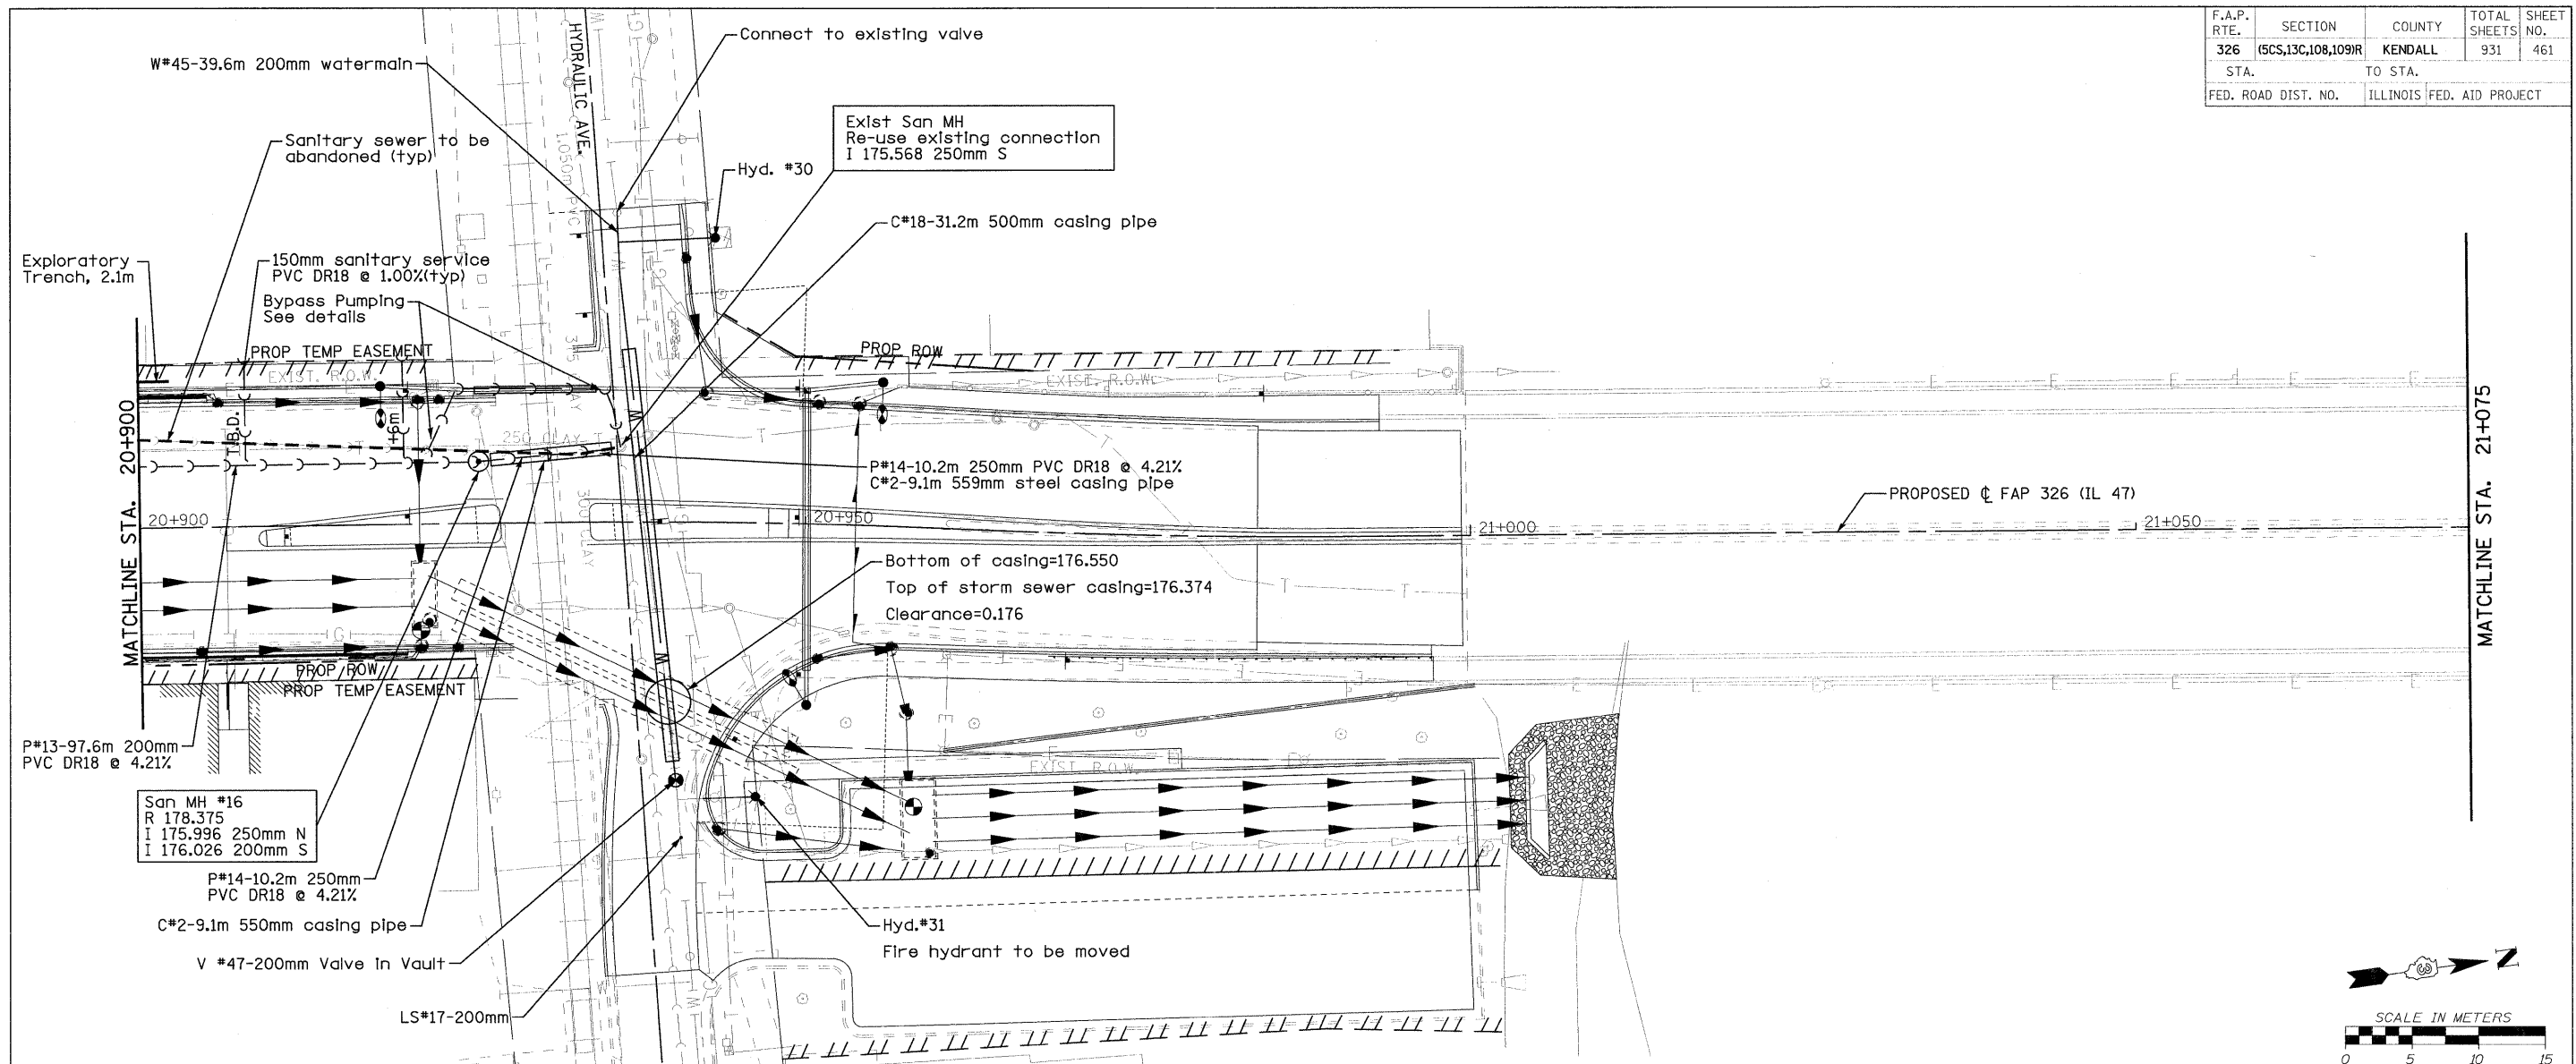 F.A.P. RTE. SECTION COUNTY TOTAL SHEETS SHEET NO.
326 (5CS,13C,108,109)R KENDALL 931 461
STA. TO STA.
FED. ROAD DIST. NO. ILLINOIS FED. AID PROJECT
Connect to existing valve
W#45-39.6m 200mm watermain
HYDRAULIC AVE.
Exist San MH
Re-use existing connection
I 175.568 250mm S
Sanitary sewer to be
abandoned (typ)
Hyd. #30
C#18-31.2m 500mm casing pipe
Exploratory
Trench, 2.1m
150mm sanitary service
PVC DR18 @ 1.00%(typ)
Bypass Pumping
See details
PROP TEMP EASEMENT
EXIST. R.O.W.
PROP ROW
EXIST. R.O.W.
T.B.D.
1+6m
250 CLAY
300 CLAY
MATCHLINE STA. 20+900
MATCHLINE STA. 21+075
P#14-10.2m 250mm PVC DR18 @ 4.21%
C#2-9.1m 559mm steel casing pipe
PROPOSED ℄ FAP 326 (IL 47)
20+900
20+950
21+000
21+050
Bottom of casing=176.550
Top of storm sewer casing=176.374
Clearance=0.176
PROP ROW
PROP TEMP EASEMENT
P#13-97.6m 200mm
PVC DR18 @ 4.21%
EXIST R.O.W.
San MH #16
R 178.375
I 175.996 250mm N
I 176.026 200mm S
P#14-10.2m 250mm
PVC DR18 @ 4.21%
C#2-9.1m 550mm casing pipe
V #47-200mm Valve in Vault
LS#17-200mm
Hyd.#31
Fire hydrant to be moved
N
SCALE IN METERS
0 5 10 15